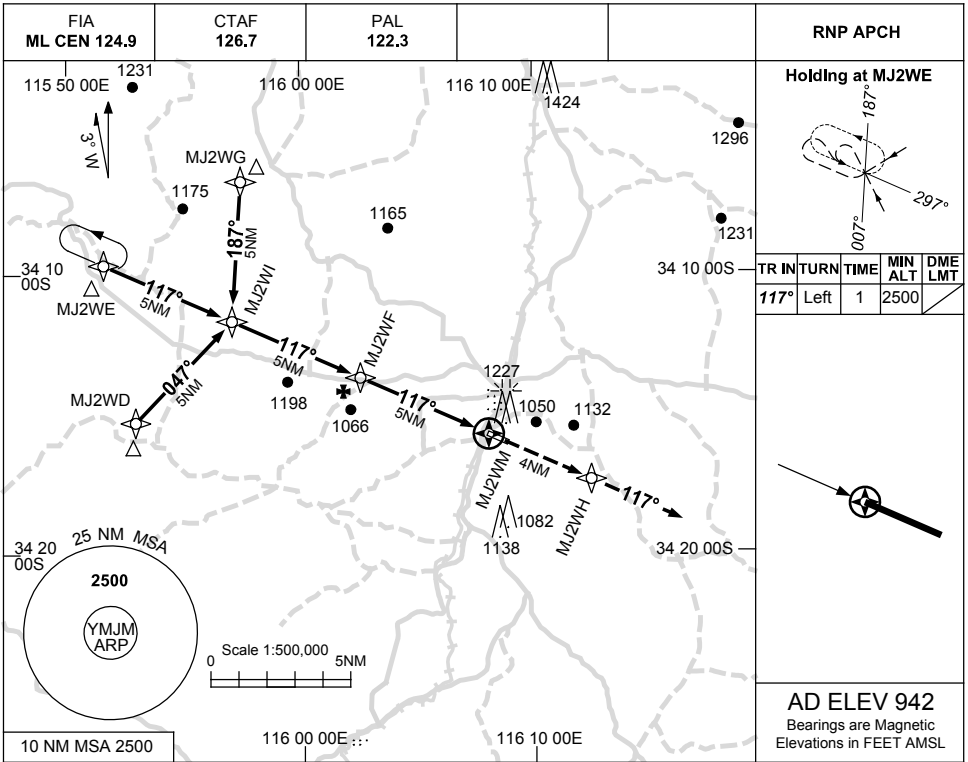 FIA
ML CEN 124.9
CTAF
126.7
PAL
122.3
RNP APCH
115 50 00E
1231
116 00 00E
116 10 00E
1424
1296
3° W
MJ2WG
1175
1165
1231
187°
5NM
34 10
00S
34 10 00S
117°
5NM
MJ2WE
MJ2WI
117°
5NM
MJ2WF
047°
5NM
MJ2WD
1198
1066
117°
5NM
1227
1050
1132
MJ2WM
4NM
117°
MJ2WH
1082
1138
34 20
00S
34 20 00S
25 NM MSA
2500
YMJM
ARP
Scale 1:500,000
0
5NM
10 NM MSA 2500
116 00 00E
116 10 00E
Holding at MJ2WE
187°
297°
007°
TR IN TURN TIME MIN ALT DME LMT
117° Left 1 2500
AD ELEV 942
Bearings are Magnetic
Elevations in FEET AMSL